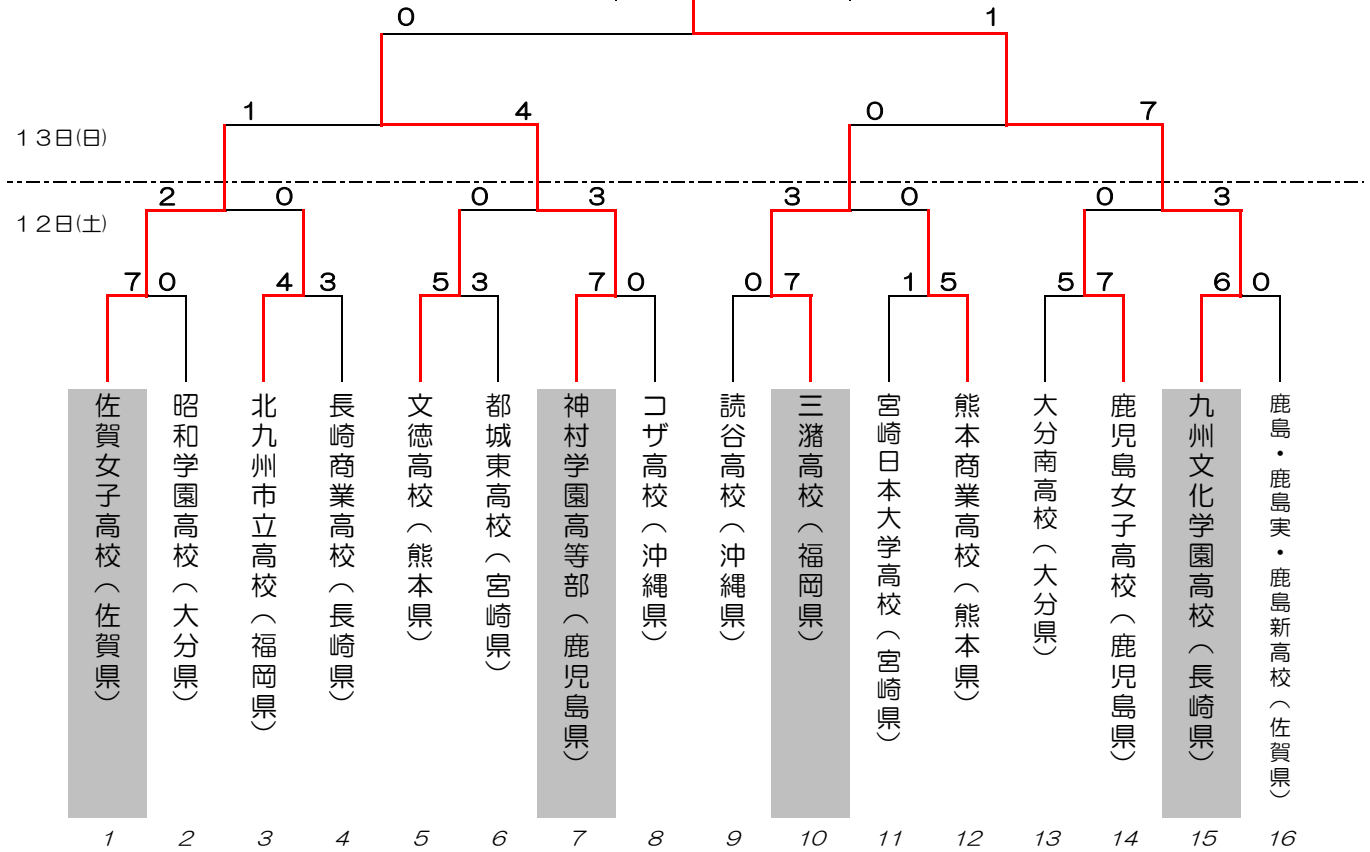 0 1
1 4 0 7
13日(日)
2 0 0 3 3 0 0 3
12日(土)
7 0 4 3 5 3 7 0 0 7 1 5 5 7 6 0
佐賀女子高校(佐賀県)
昭和学園高校(大分県)
北九州市立高校(福岡県)
長崎商業高校(長崎県)
文徳高校(熊本県)
都城東高校(宮崎県)
神村学園高等部(鹿児島県)
コザ高校(沖縄県)
読谷高校(沖縄県)
三潴高校(福岡県)
宮崎日本大学高校(宮崎県)
熊本商業高校(熊本県)
大分南高校(大分県)
鹿児島女子高校(鹿児島県)
九州文化学園高校(長崎県)
鹿島・鹿島実・鹿島新高校(佐賀県)
1 2 3 4 5 6 7 8 9 10 11 12 13 14 15 16